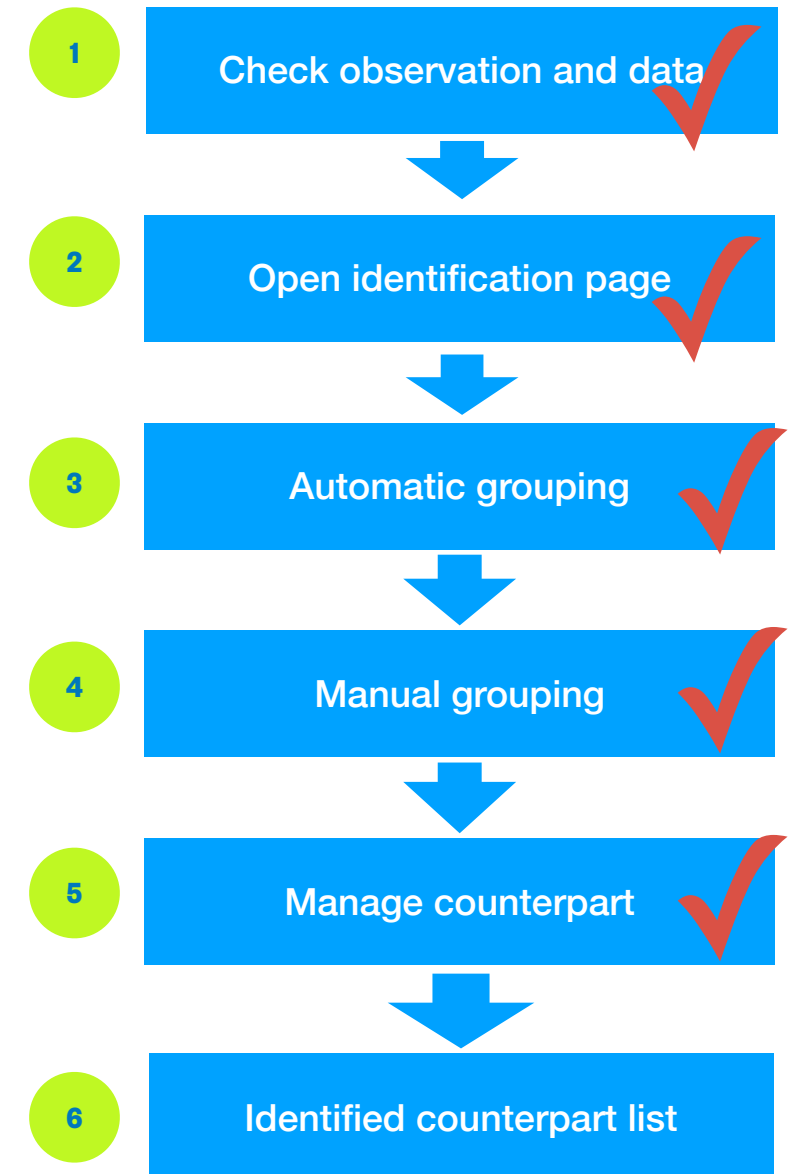 1
Check observation and data
2
Open identification page
3
Automatic grouping
4
Manual grouping
5
Manage counterpart
6
Identified counterpart list